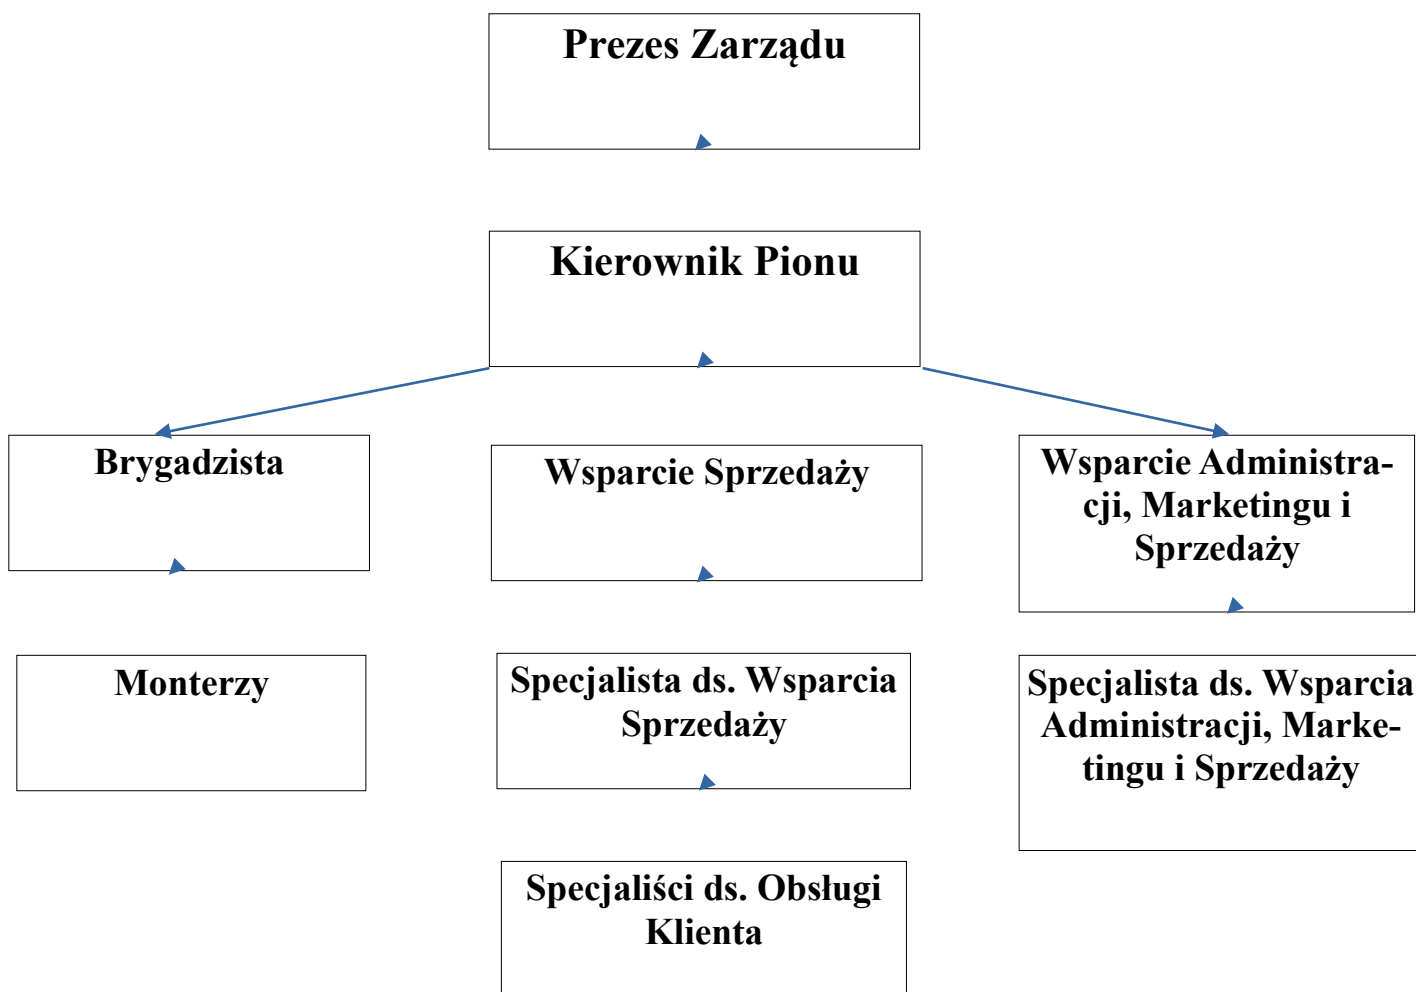 Prezes Zarządu
Kierownik Pionu
Brygadzista
Wsparcie Sprzedaży
Wsparcie Administra-
cji, Marketingu i
Sprzedaży
Monterzy
Specjalista ds. Wsparcia
Sprzedaży
Specjalista ds. Wsparcia
Administracji, Marke-
tingu i Sprzedaży
Specjaliści ds. Obsługi
Klienta